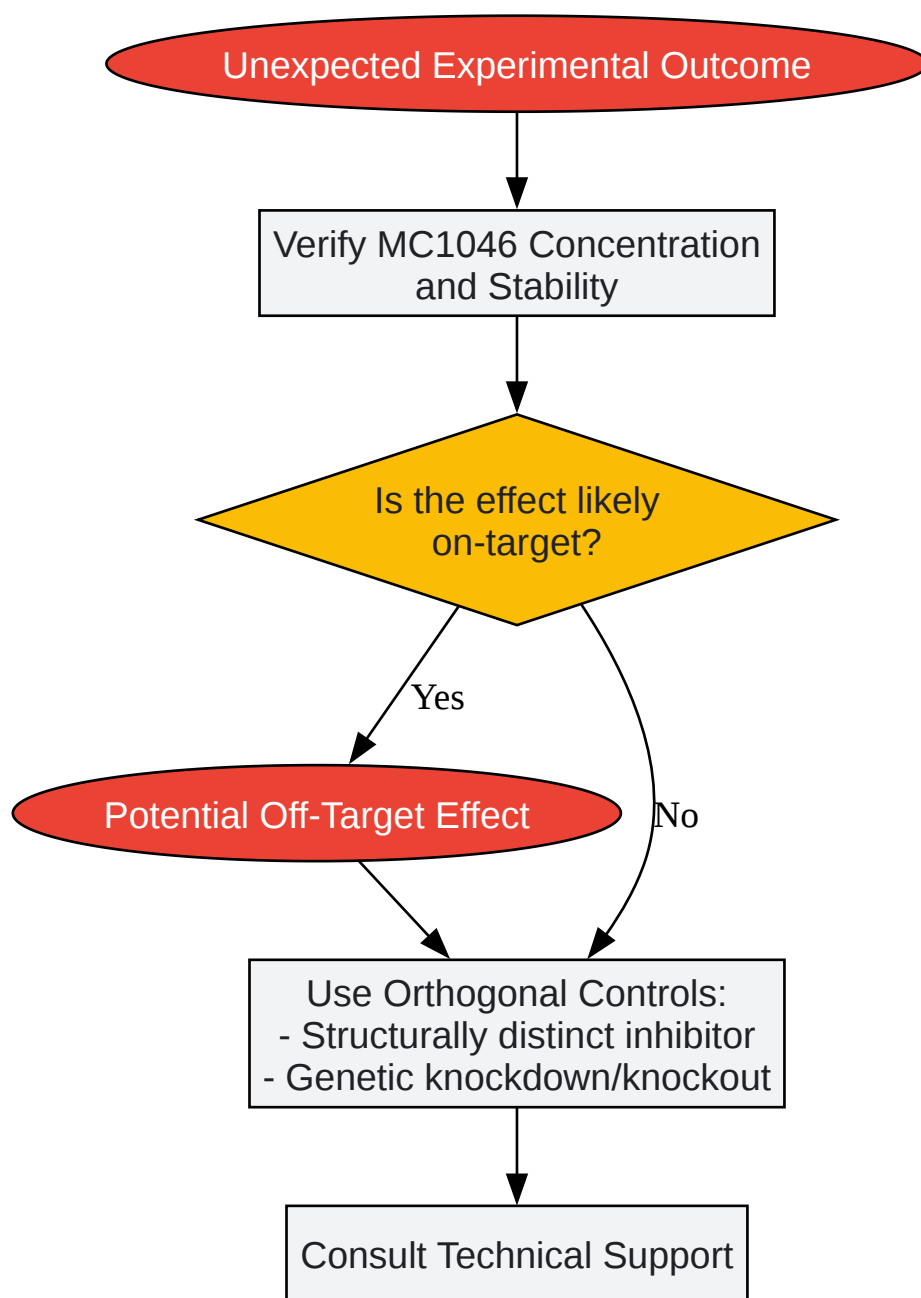 Unexpected Experimental Outcome
Verify MC1046 Concentration
and Stability
Is the effect likely
on-target?
Yes
Potential Off-Target Effect
No
Use Orthogonal Controls:
- Structurally distinct inhibitor
- Genetic knockdown/knockout
Consult Technical Support